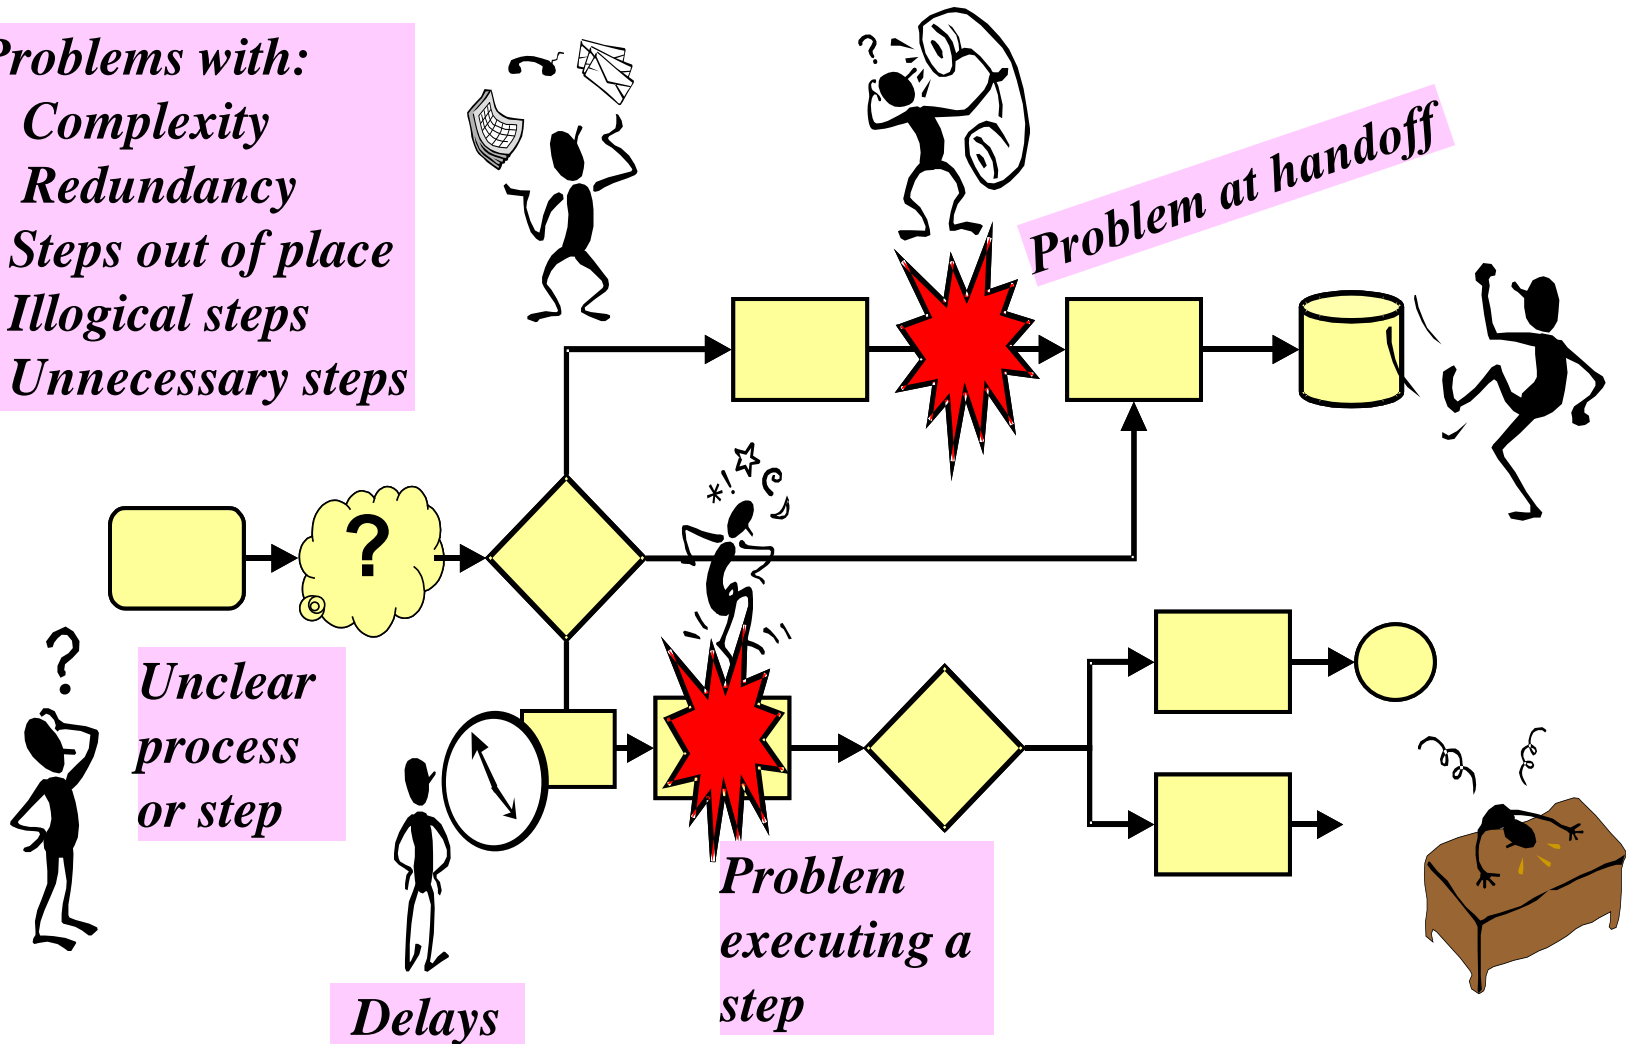 Problems with:
Complexity
Redundancy
Steps out of place
Illogical steps
Unnecessary steps
?
Problem at handoff
*!
?
?
Unclear
process
or step
Problem
executing a
step
Delays